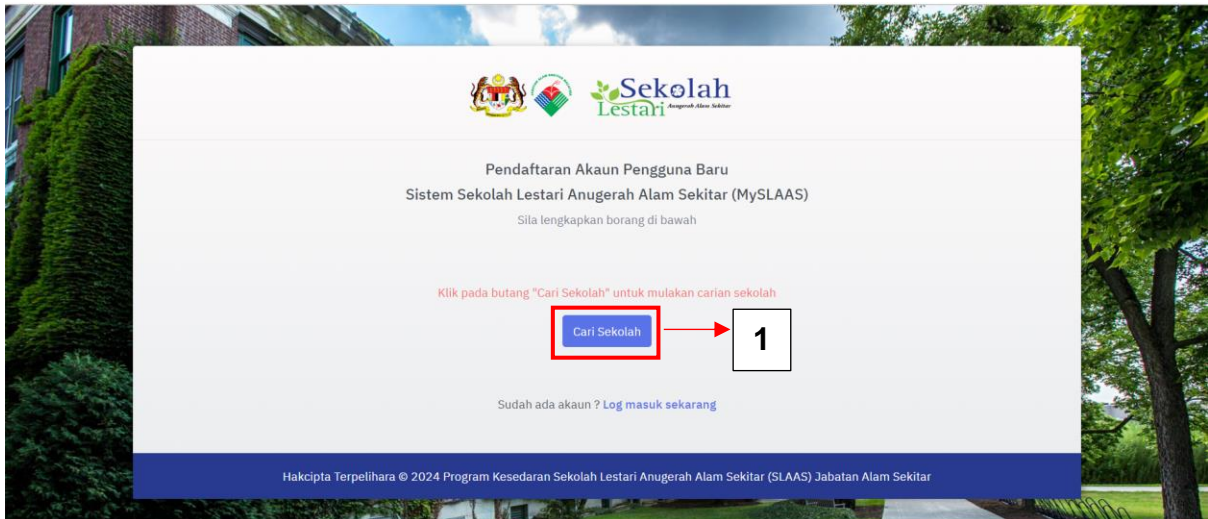 Sekolah
Lestari Anugerah Alam Sekitar
Pendaftaran Akaun Pengguna Baru
Sistem Sekolah Lestari Anugerah Alam Sekitar (MySLAAS)
Sila lengkapkan borang di bawah
Klik pada butang "Cari Sekolah" untuk mulakan carian sekolah
Cari Sekolah
1
Sudah ada akaun ? Log masuk sekarang
Hakcipta Terpelihara © 2024 Program Kesedaran Sekolah Lestari Anugerah Alam Sekitar (SLAAS) Jabatan Alam Sekitar